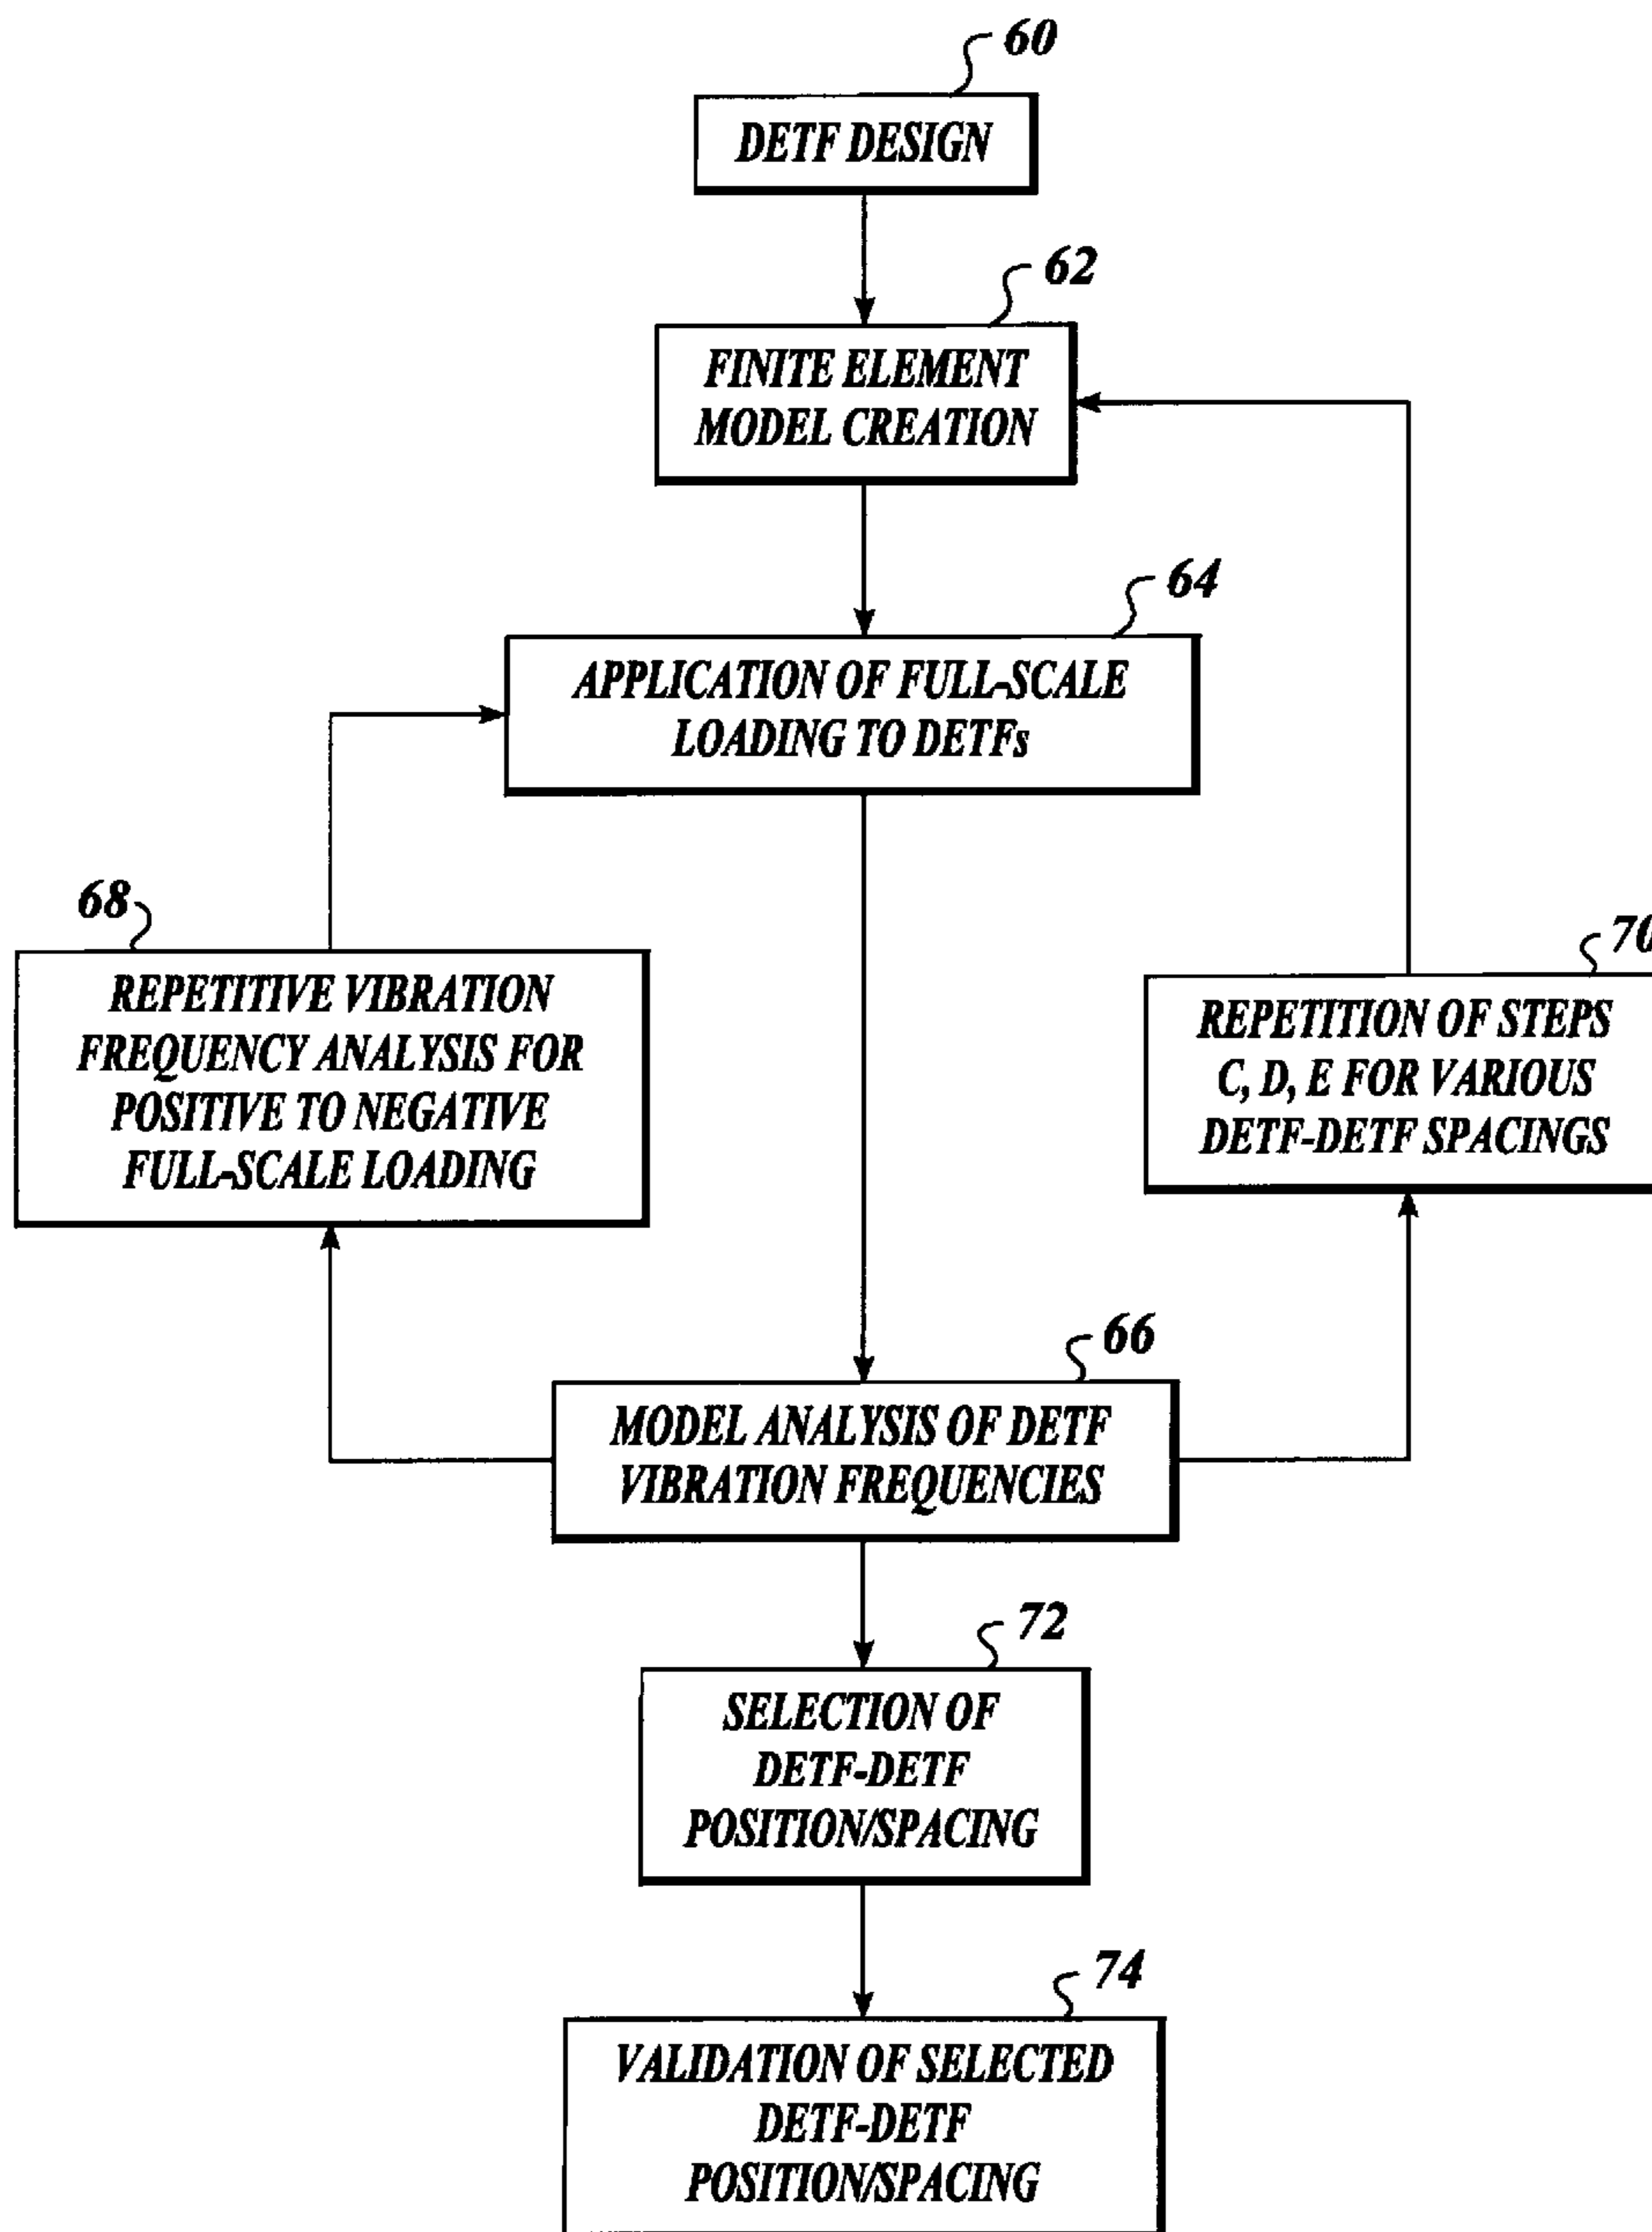 60
DETF DESIGN
62
FINITE ELEMENT
MODEL CREATION
64
APPLICATION OF FULL-SCALE
LOADING TO DETFs
68
REPETITIVE VIBRATION
FREQUENCY ANALYSIS FOR
POSITIVE TO NEGATIVE
FULL-SCALE LOADING
70
REPETITION OF STEPS
C, D, E FOR VARIOUS
DETF-DETF SPACINGS
66
MODEL ANALYSIS OF DETF
VIBRATION FREQUENCIES
72
SELECTION OF
DETF-DETF
POSITION/SPACING
74
VALIDATION OF SELECTED
DETF-DETF
POSITION/SPACING